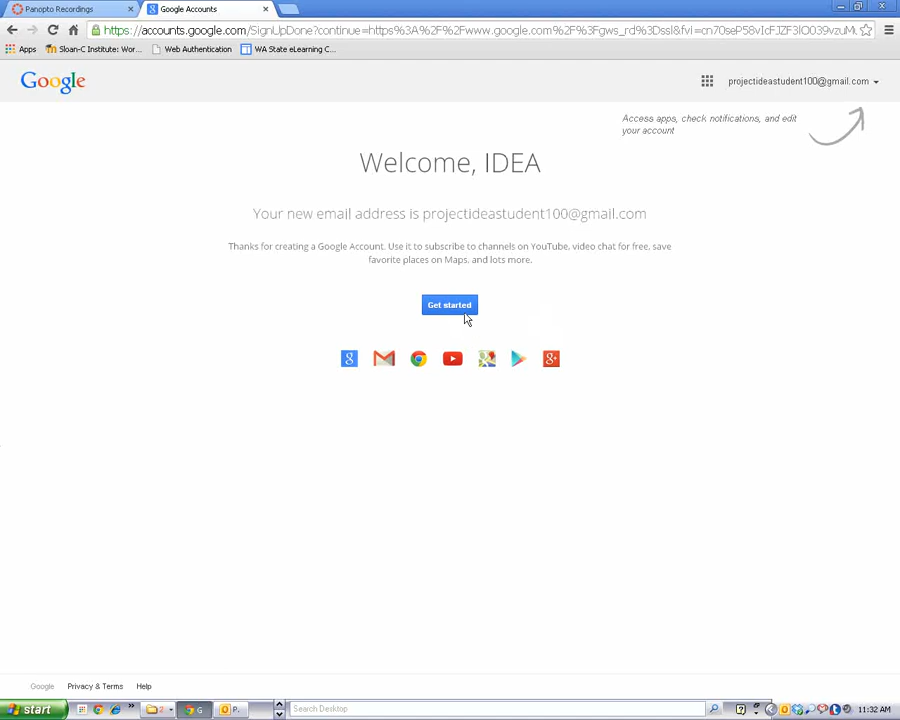 Panopto Recordings
Google Accounts
https://accounts.google.com/SignUpDone?continue=https%3A%2F%2Fwww.google.com%2F%3Fgws_rd%3Dssl&fvl=
Apps
Sloan-C Institute: Wor...
Web Authentication
WA State eLearning C...
Google
projectideastudent100@gmail.com
Access apps, check notifications, and edit
your account
Welcome, IDEA
Your new email address is projectideastudent100@gmail.com
Thanks for creating a Google Account. Use it to subscribe to channels on YouTube, video chat for free, save
favorite places on Maps, and lots more.
Get started
Google
Privacy & Terms
Help
start
G
P.
Search Desktop
11:32 AM